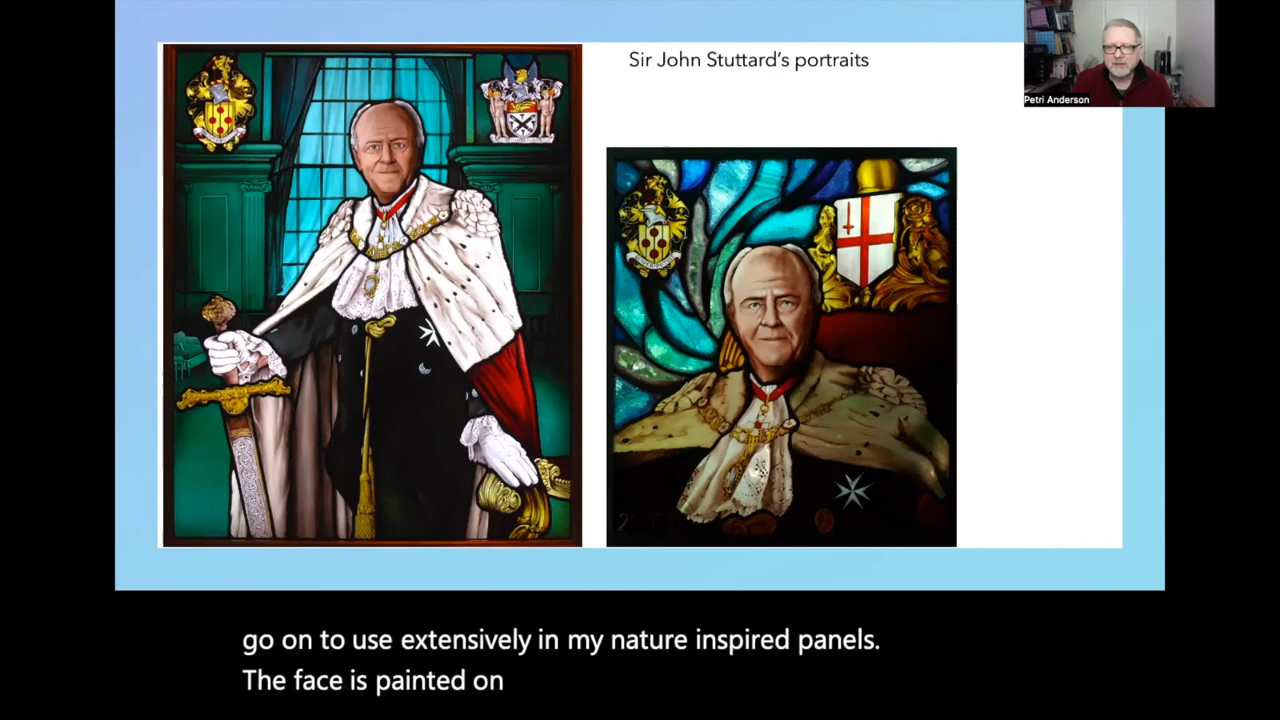 Sir John Stuttard’s portraits
Petri Anderson
go on to use extensively in my nature inspired panels.
The face is painted on